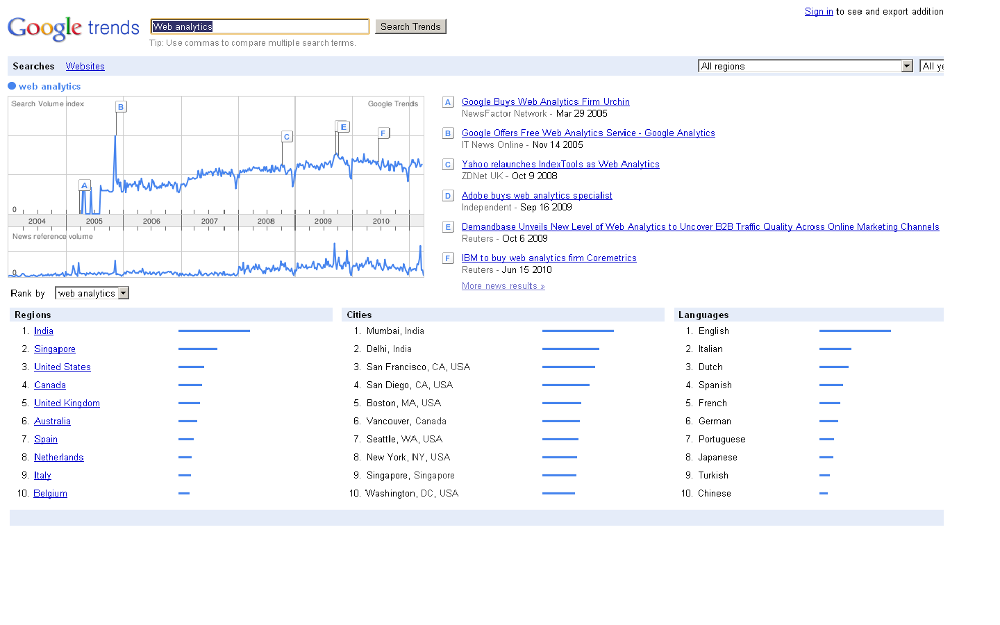 Sign in to see and export addition
Google trends
Web analytics
Search Trends
Tip: Use commas to compare multiple search terms.
Searches Websites
All regions
All ye
web analytics
Search Volume index
Google Trends
A
B
C
E
F
0
2004 2005 2006 2007 2008 2009 2010
News reference volume
0
A Google Buys Web Analytics Firm Urchin
NewsFactor Network - Mar 29 2005
B Google Offers Free Web Analytics Service - Google Analytics
IT News Online - Nov 14 2005
C Yahoo relaunches IndexTools as Web Analytics
ZDNet UK - Oct 9 2008
D Adobe buys web analytics specialist
Independent - Sep 16 2009
E Demandbase Unveils New Level of Web Analytics to Uncover B2B Traffic Quality Across Online Marketing Channels
Reuters - Oct 6 2009
F IBM to buy web analytics firm Coremetrics
Reuters - Jun 15 2010
More news results »
Rank by web analytics
Regions
1. India
2. Singapore
3. United States
4. Canada
5. United Kingdom
6. Australia
7. Spain
8. Netherlands
9. Italy
10. Belgium
Cities
1. Mumbai, India
2. Delhi, India
3. San Francisco, CA, USA
4. San Diego, CA, USA
5. Boston, MA, USA
6. Vancouver, Canada
7. Seattle, WA, USA
8. New York, NY, USA
9. Singapore, Singapore
10. Washington, DC, USA
Languages
1. English
2. Italian
3. Dutch
4. Spanish
5. French
6. German
7. Portuguese
8. Japanese
9. Turkish
10. Chinese